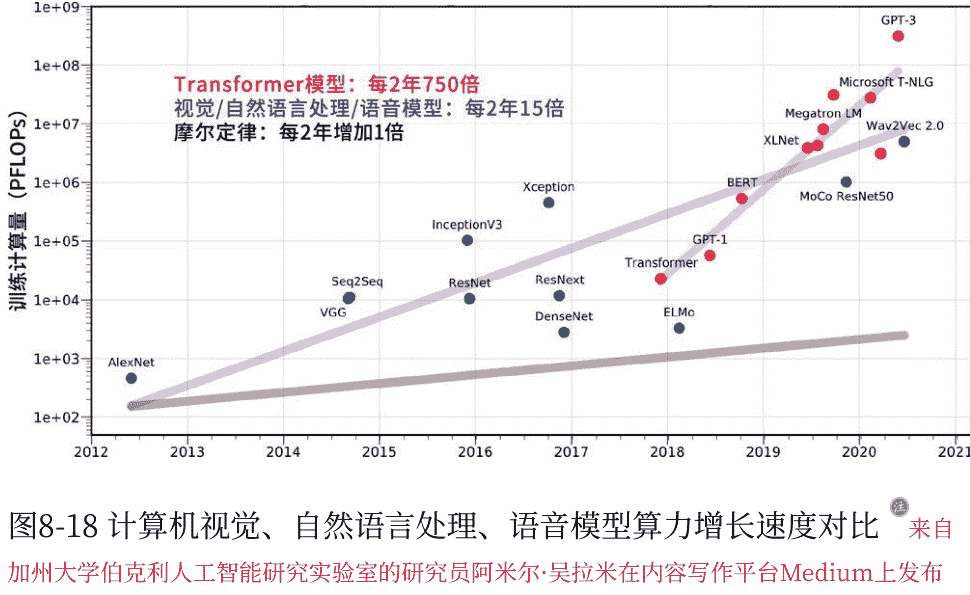 1e+09
GPT-3
1e+08
Transformer模型：每2年750倍
Microsoft T-NLG
视觉/自然语言处理/语音模型：每2年15倍
Megatron LM
1e+07
摩尔定律：每2年增加1倍
Wav2Vec 2.0
XLNet
训练计算量（PFLOPs）
1e+06
Xception
BERT
MoCo ResNet50
InceptionV3
1e+05
GPT-1
Transformer
Seq2Seq
ResNet
ResNext
1e+04
VGG
DenseNet
ELMo
AlexNet
1e+03
1e+02
2012 2013 2014 2015 2016 2017 2018 2019 2020 2021
图8-18 计算机视觉、自然语言处理、语音模型算力增长速度对比 注 来自
加州大学伯克利人工智能研究实验室的研究员阿米尔·吴拉米在内容写作平台Medium上发布